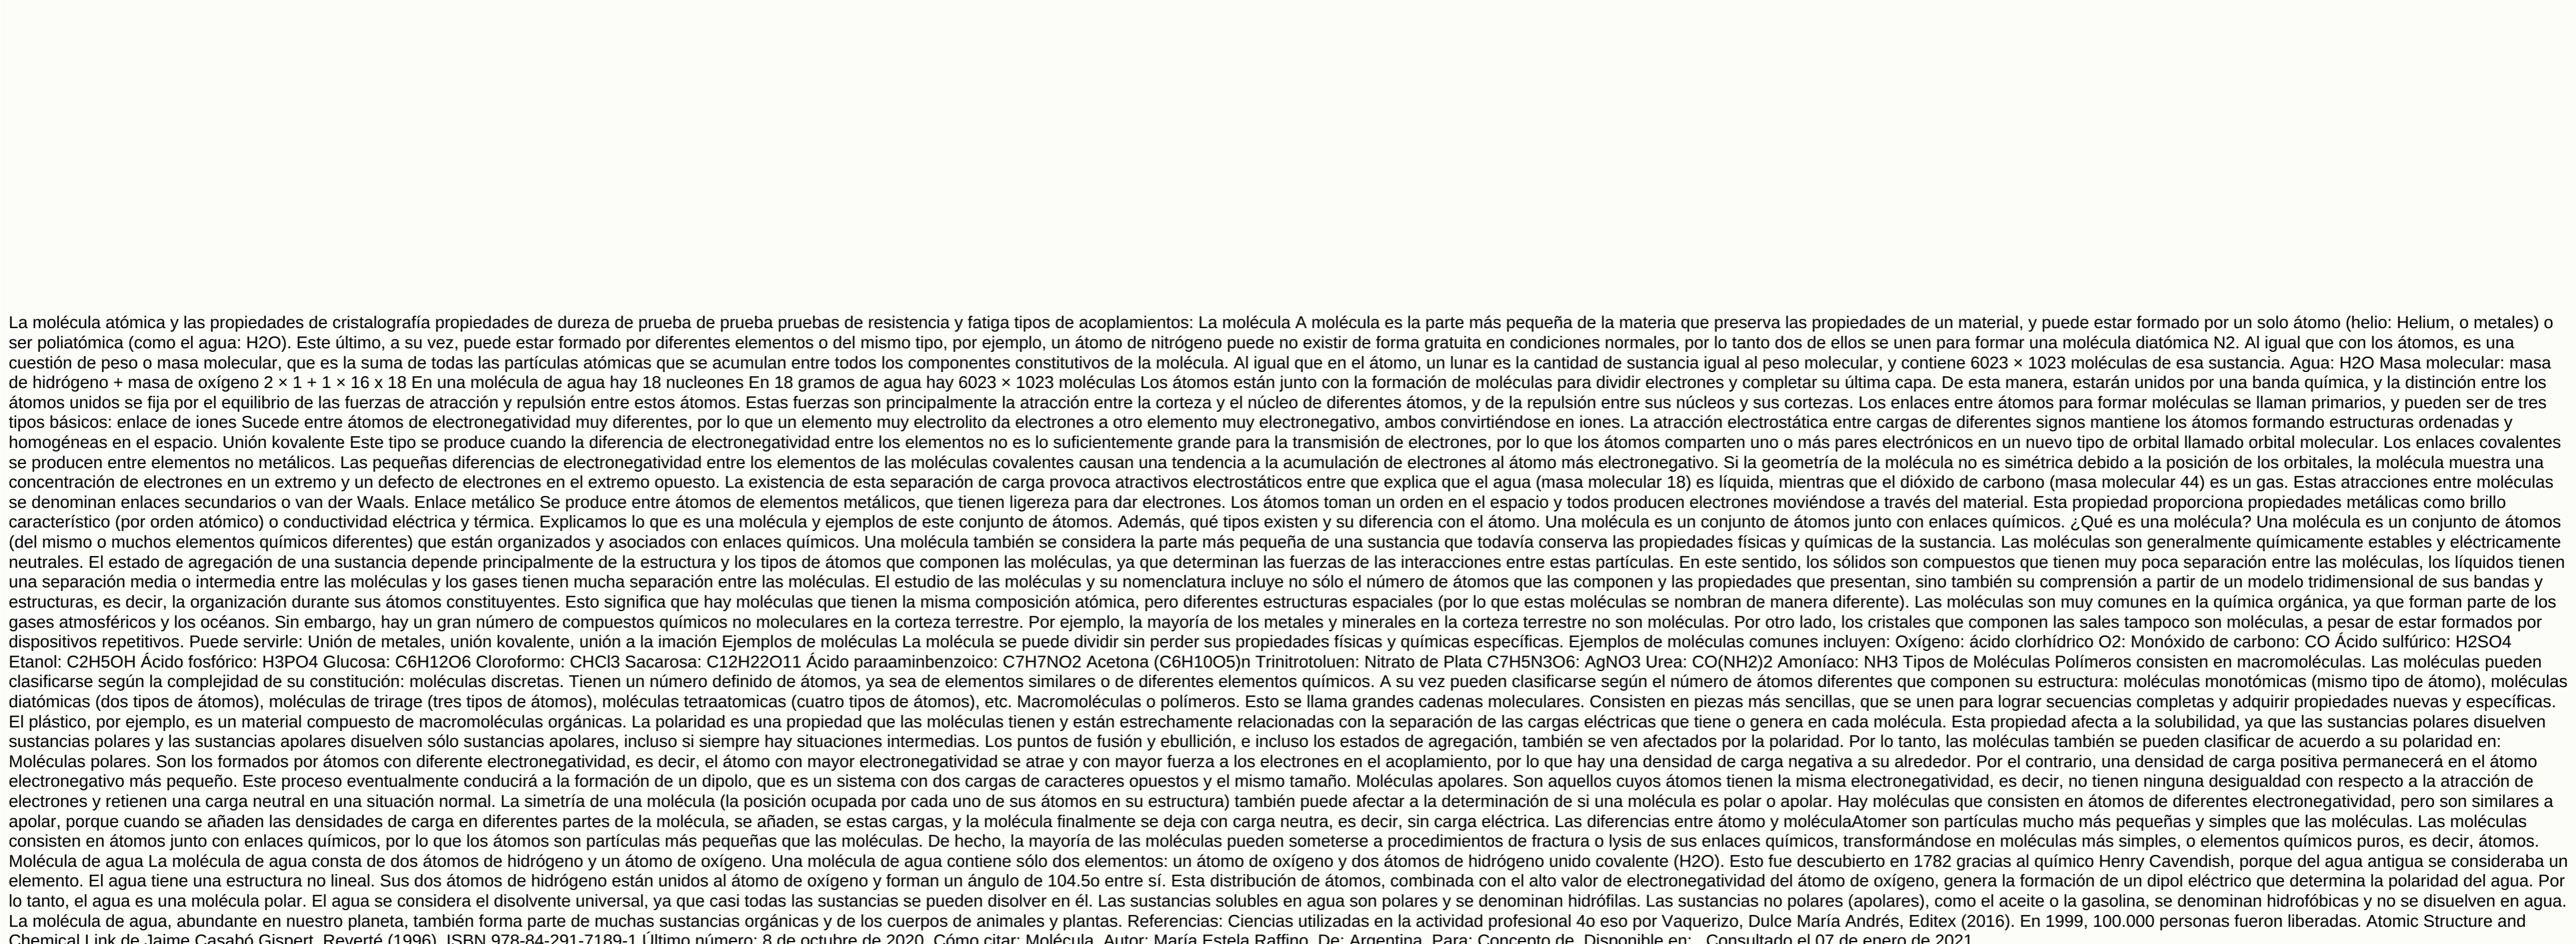 La molécula atómica y las propiedades de cristalografía propiedades de dureza de prueba de prueba pruebas de resistencia y fatiga tipos de acoplamientos: La molécula A molécula es la parte más pequeña de la materia que preserva las propiedades de un material, y puede estar formado por un solo átomo (helio: Helium, o metales) o
ser poliatómica (como el agua: H2O). Este último, a su vez, puede estar formado por diferentes elementos o del mismo tipo, por ejemplo, un átomo de nitrógeno puede no existir de forma gratuita en condiciones normales, por lo tanto dos de ellos se unen para formar una molécula diatómica N2. Al igual que con los átomos, es una
cuestión de peso o masa molecular, que es la suma de todas las partículas atómicas que se acumulan entre todos los componentes constitutivos de la molécula. Al igual que en el átomo, un lunar es la cantidad de sustancia igual al peso molecular, y contiene 6023 × 1023 moléculas de esa sustancia. Agua: H2O Masa molecular: masa
de hidrógeno + masa de oxígeno 2 × 1 + 1 × 16 x 18 En una molécula de agua hay 18 nucleones En 18 gramos de agua hay 6023 × 1023 moléculas Los átomos están junto con la formación de moléculas para dividir electrones y completar su última capa. De esta manera, estarán unidos por una banda química, y la distinción entre los
átomos unidos se fija por el equilibrio de las fuerzas de atracción y repulsión entre estos átomos. Estas fuerzas son principalmente la atracción entre la corteza y el núcleo de diferentes átomos, y de la repulsión entre sus núcleos y sus cortezas. Los enlaces entre átomos para formar moléculas se llaman primarios, y pueden ser de tres
tipos básicos: enlace de iones Sucede entre átomos de electronegatividad muy diferentes, por lo que un elemento muy electrolito da electrones a otro elemento muy electronegativo, ambos convirtiéndose en iones. La atracción electrostática entre cargas de diferentes signos mantiene los átomos formando estructuras ordenadas y
homogéneas en el espacio. Unión kovalente Este tipo se produce cuando la diferencia de electronegatividad entre los elementos no es lo suficientemente grande para la transmisión de electrones, por lo que los átomos comparten uno o más pares electrónicos en un nuevo tipo de orbital llamado orbital molecular. Los enlaces covalentes
se producen entre elementos no metálicos. Las pequeñas diferencias de electronegatividad entre los elementos de las moléculas covalentes causan una tendencia a la acumulación de electrones al átomo más electronegativo. Si la geometría de la molécula no es simétrica debido a la posición de los orbitales, la molécula muestra una
concentración de electrones en un extremo y un defecto de electrones en el extremo opuesto. La existencia de esta separación de carga provoca atractivos electrostáticos entre que explica que el agua (masa molecular 18) es líquida, mientras que el dióxido de carbono (masa molecular 44) es un gas. Estas atracciones entre moléculas
se denominan enlaces secundarios o van der Waals. Enlace metálico Se produce entre átomos de elementos metálicos, que tienen ligereza para dar electrones. Los átomos toman un orden en el espacio y todos producen electrones moviéndose a través del material. Esta propiedad proporciona propiedades metálicas como brillo
característico (por orden atómico) o conductividad eléctrica y térmica. Explicamos lo que es una molécula y ejemplos de este conjunto de átomos. Además, qué tipos existen y su diferencia con el átomo. Una molécula es un conjunto de átomos junto con enlaces químicos. ¿Qué es una molécula? Una molécula es un conjunto de átomos
(del mismo o muchos elementos químicos diferentes) que están organizados y asociados con enlaces químicos. Una molécula también se considera la parte más pequeña de una sustancia que todavía conserva las propiedades físicas y químicas de la sustancia. Las moléculas son generalmente químicamente estables y eléctricamente
neutrales. El estado de agregación de una sustancia depende principalmente de la estructura y los tipos de átomos que componen las moléculas, ya que determinan las fuerzas de las interacciones entre estas partículas. En este sentido, los sólidos son compuestos que tienen muy poca separación entre las moléculas, los líquidos tienen
una separación media o intermedia entre las moléculas y los gases tienen mucha separación entre las moléculas. El estudio de las moléculas y su nomenclatura incluye no sólo el número de átomos que las componen y las propiedades que presentan, sino también su comprensión a partir de un modelo tridimensional de sus bandas y
estructuras, es decir, la organización durante sus átomos constituyentes. Esto significa que hay moléculas que tienen la misma composición atómica, pero diferentes estructuras espaciales (por lo que estas moléculas se nombran de manera diferente). Las moléculas son muy comunes en la química orgánica, ya que forman parte de los
gases atmosféricos y los océanos. Sin embargo, hay un gran número de compuestos químicos no moleculares en la corteza terrestre. Por ejemplo, la mayoría de los metales y minerales en la corteza terrestre no son moléculas. Por otro lado, los cristales que componen las sales tampoco son moléculas, a pesar de estar formados por
dispositivos repetitivos. Puede servirle: Unión de metales, unión kovalente, unión a la imación Ejemplos de moléculas La molécula se puede dividir sin perder sus propiedades físicas y químicas específicas. Ejemplos de moléculas comunes incluyen: Oxígeno: ácido clorhídrico O2: Monóxido de carbono: CO Ácido sulfúrico: H2SO4
Etanol: C2H5OH Ácido fosfórico: H3PO4 Glucosa: C6H12O6 Cloroformo: CHCl3 Sacarosa: C12H22O11 Ácido paraaminbenzoico: C7H7NO2 Acetona (C6H10O5)n Trinitrotoluen: Nitrato de Plata C7H5N3O6: AgNO3 Urea: CO(NH2)2 Amoníaco: NH3 Tipos de Moléculas Polímeros consisten en macromoléculas. Las moléculas pueden
clasificarse según la complejidad de su constitución: moléculas discretas. Tienen un número definido de átomos, ya sea de elementos similares o de diferentes elementos químicos. A su vez pueden clasificarse según el número de átomos diferentes que componen su estructura: moléculas monotómicas (mismo tipo de átomo), moléculas
diatómicas (dos tipos de átomos), moléculas de trirage (tres tipos de átomos), moléculas tetraatomicas (cuatro tipos de átomos), etc. Macromoléculas o polímeros. Esto se llama grandes cadenas moleculares. Consisten en piezas más sencillas, que se unen para lograr secuencias completas y adquirir propiedades nuevas y específicas.
El plástico, por ejemplo, es un material compuesto de macromoléculas orgánicas. La polaridad es una propiedad que las moléculas tienen y están estrechamente relacionadas con la separación de las cargas eléctricas que tiene o genera en cada molécula. Esta propiedad afecta a la solubilidad, ya que las sustancias polares disuelven
sustancias polares y las sustancias apolares disuelven sólo sustancias apolares, incluso si siempre hay situaciones intermedias. Los puntos de fusión y ebullición, e incluso los estados de agregación, también se ven afectados por la polaridad. Por lo tanto, las moléculas también se pueden clasificar de acuerdo a su polaridad en:
Moléculas polares. Son los formados por átomos con diferente electronegatividad, es decir, el átomo con mayor electronegatividad se atrae y con mayor fuerza a los electrones en el acoplamiento, por lo que hay una densidad de carga negativa a su alrededor. Por el contrario, una densidad de carga positiva permanecerá en el átomo
electronegativo más pequeño. Este proceso eventualmente conducirá a la formación de un dipolo, que es un sistema con dos cargas de caracteres opuestos y el mismo tamaño. Moléculas apolares. Son aquellos cuyos átomos tienen la misma electronegatividad, es decir, no tienen ninguna desigualdad con respecto a la atracción de
electrones y retienen una carga neutral en una situación normal. La simetría de una molécula (la posición ocupada por cada uno de sus átomos en su estructura) también puede afectar a la determinación de si una molécula es polar o apolar. Hay moléculas que consisten en átomos de diferentes electronegatividad, pero son similares a
apolar, porque cuando se añaden las densidades de carga en diferentes partes de la molécula, se añaden, se estas cargas, y la molécula finalmente se deja con carga neutra, es decir, sin carga eléctrica. Las diferencias entre átomo y moléculaAtomer son partículas mucho más pequeñas y simples que las moléculas. Las moléculas
consisten en átomos junto con enlaces químicos, por lo que los átomos son partículas más pequeñas que las moléculas. De hecho, la mayoría de las moléculas pueden someterse a procedimientos de fractura o lysis de sus enlaces químicos, transformándose en moléculas más simples, o elementos químicos puros, es decir, átomos.
Molécula de agua La molécula de agua consta de dos átomos de hidrógeno y un átomo de oxígeno. Una molécula de agua contiene sólo dos elementos: un átomo de oxígeno y dos átomos de hidrógeno unido covalente (H2O). Esto fue descubierto en 1782 gracias al químico Henry Cavendish, porque del agua antigua se consideraba un
elemento. El agua tiene una estructura no lineal. Sus dos átomos de hidrógeno están unidos al átomo de oxígeno y forman un ángulo de 104.5o entre sí. Esta distribución de átomos, combinada con el alto valor de electronegatividad del átomo de oxígeno, genera la formación de un dipol eléctrico que determina la polaridad del agua. Por
lo tanto, el agua es una molécula polar. El agua se considera el disolvente universal, ya que casi todas las sustancias se pueden disolver en él. Las sustancias solubles en agua son polares y se denominan hidrófilas. Las sustancias no polares (apolares), como el aceite o la gasolina, se denominan hidrofóbicas y no se disuelven en agua.
La molécula de agua, abundante en nuestro planeta, también forma parte de muchas sustancias orgánicas y de los cuerpos de animales y plantas. Referencias: Ciencias utilizadas en la actividad profesional 4o eso por Vaquerizo, Dulce María Andrés, Editex (2016). En 1999, 100.000 personas fueron liberadas. Atomic Structure and
Chemical Link de Jaime Casabó Gispert, Reverté (1996). ISBN 978-84-291-7189-1 Último número: 8 de octubre de 2020. Cómo citar: Molécula. Autor: María Estela Raffino. De: Argentina. Para: Concepto de. Disponible en: . Consultado el 07 de enero de 2021.